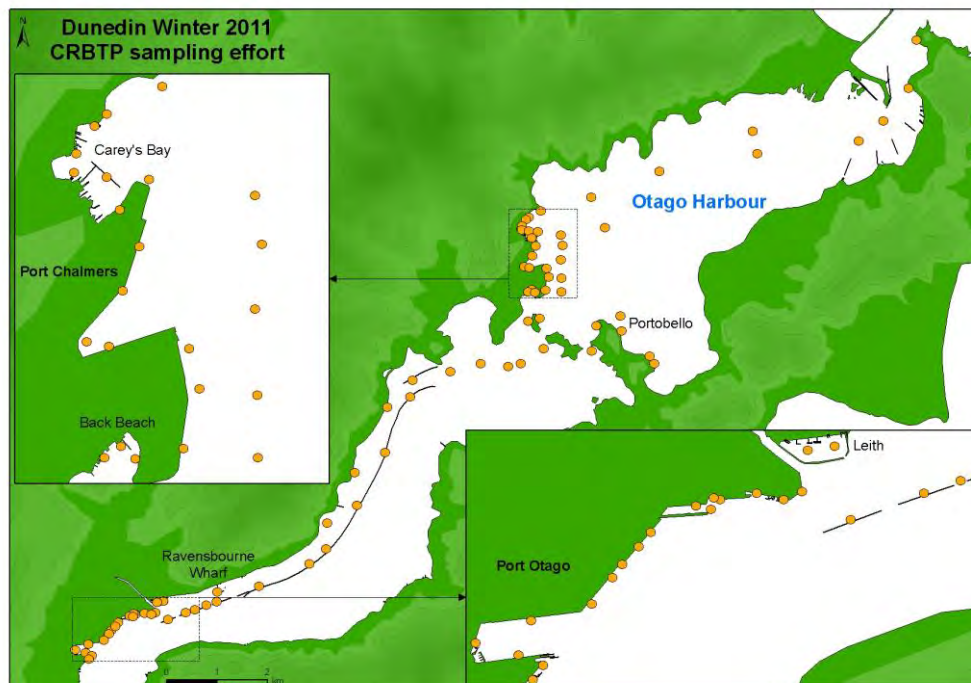 N
Dunedin Winter 2011
CRBTP sampling effort
Carey's Bay
Port Chalmers
Back Beach
Otago Harbour
Portobello
Ravensbourne
Wharf
Leith
Port Otago
0 1 2
km